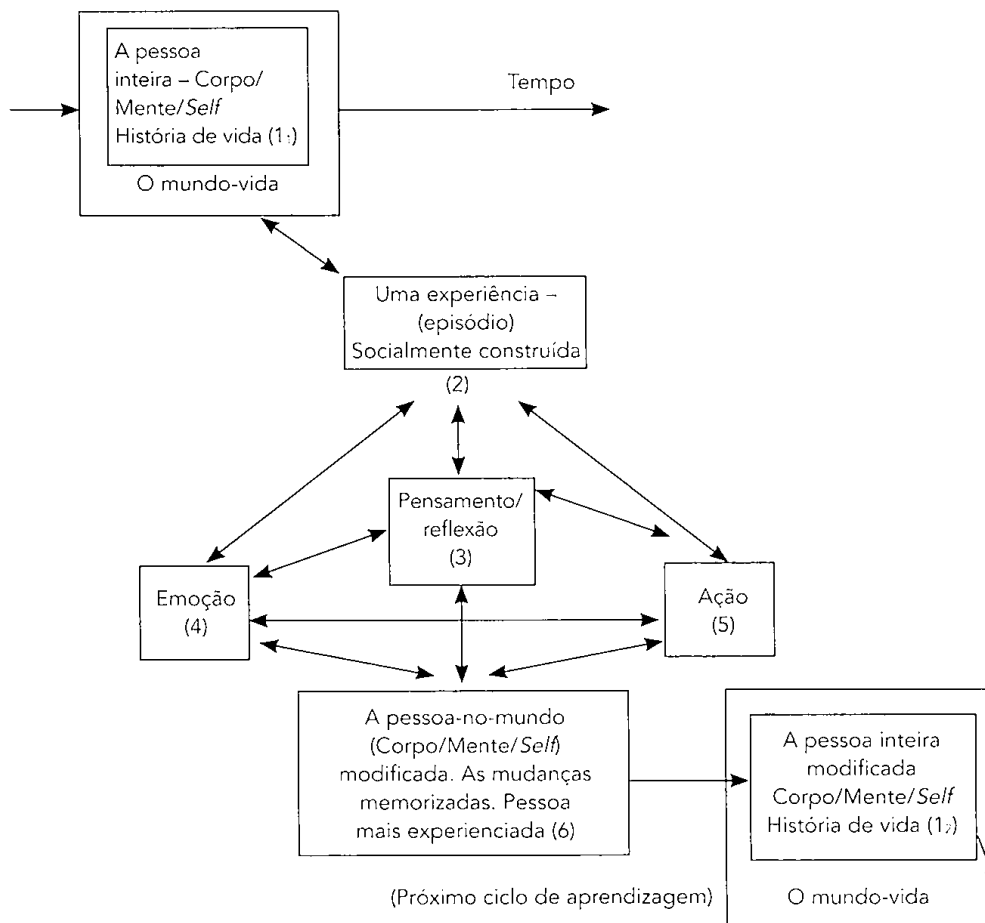 A pessoa
inteira – Corpo/
Mente/Self
História de vida (1₁)
O mundo-vida
Tempo
Uma experiência –
(episódio)
Socialmente construída
(2)
Pensamento/
reflexão
(3)
Emoção
(4)
Ação
(5)
A pessoa-no-mundo
(Corpo/Mente/Self)
modificada. As mudanças
memorizadas. Pessoa
mais experienciada (6)
A pessoa inteira
modificada
Corpo/Mente/Self
História de vida (1₂)
(Próximo ciclo de aprendizagem)
O mundo-vida